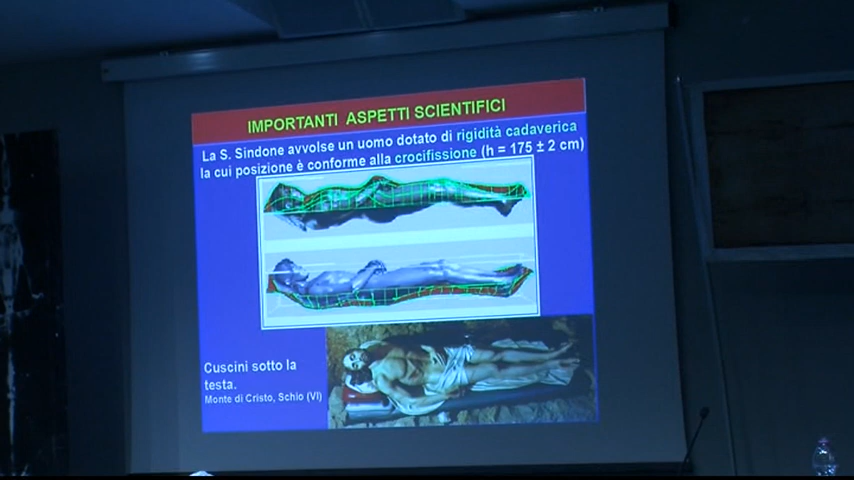 IMPORTANTI ASPETTI SCIENTIFICI
La S. Sindone avvolse un uomo dotato di rigidità cadaverica
la cui posizione è conforme alla crocifissione (h = 175 ± 2 cm)
Cuscini sotto la
testa.
Monte di Cristo, Schio (VI)